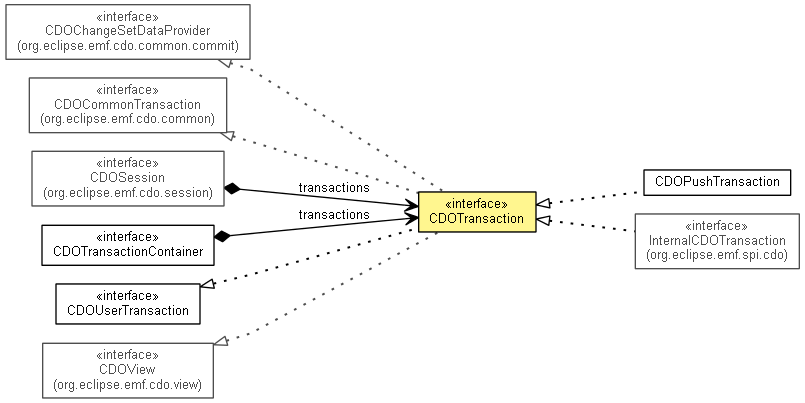 «interface»
CDOChangeSetDataProvider
(org.eclipse.emf.cdo.common.commit)
«interface»
CDOCommonTransaction
(org.eclipse.emf.cdo.common)
«interface»
CDOSession
(org.eclipse.emf.cdo.session)
transactions
«interface»
CDOTransactionContainer
transactions
«interface»
CDOUserTransaction
«interface»
CDOView
(org.eclipse.emf.cdo.view)
«interface»
CDOTransaction
CDOPushTransaction
«interface»
InternalCDOTransaction
(org.eclipse.emf.spi.cdo)